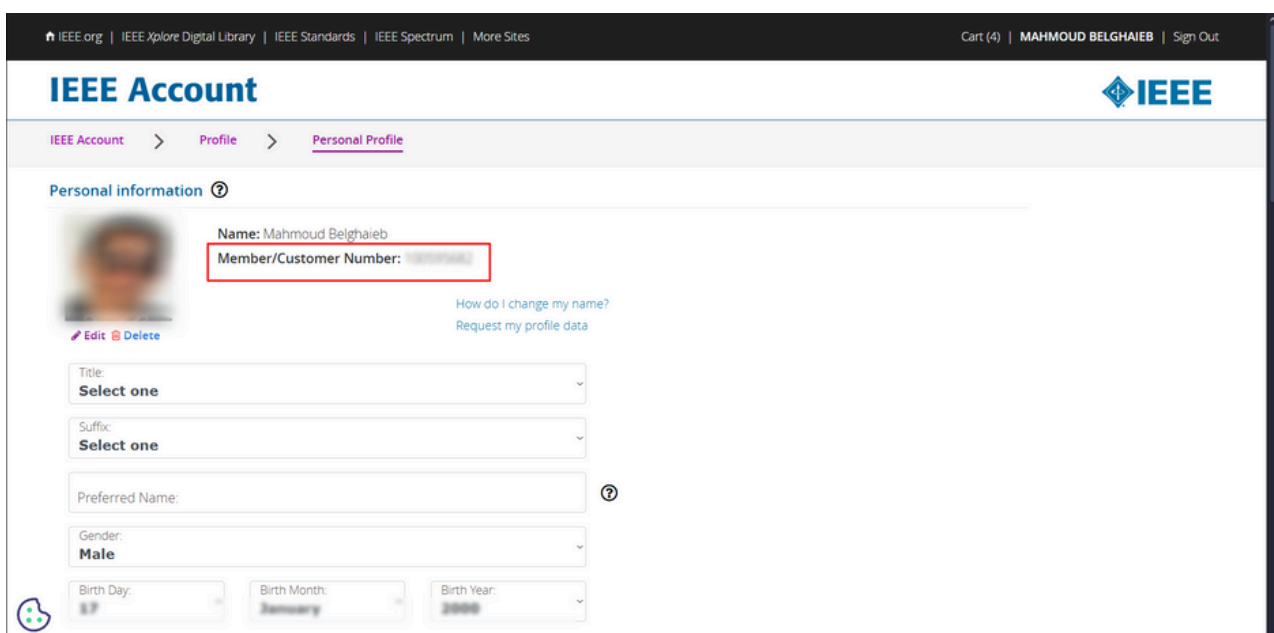 IEEE.org | IEEE Xplore Digital Library | IEEE Standards | IEEE Spectrum | More Sites
Cart (4) | MAHMOUD BELGHAIEB | Sign Out
IEEE Account
IEEE
IEEE Account > Profile > Personal Profile
Personal information
Name: Mahmoud Belghaieb
Member/Customer Number:
How do I change my name?
Request my profile data
Edit Delete
Title:
Select one
Suffix:
Select one
Preferred Name:
Gender:
Male
Birth Day: Birth Month: Birth Year: